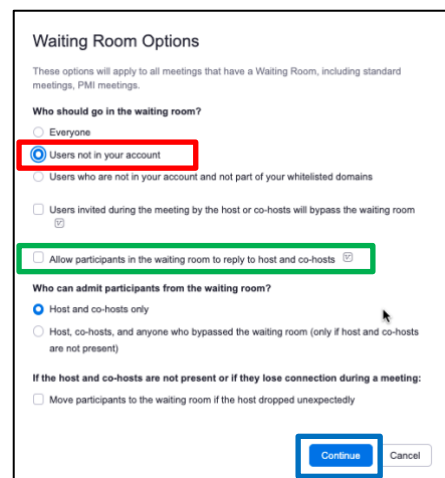 Waiting Room Options
These options will apply to all meetings that have a Waiting Room, including standard
meetings, PMI meetings.
Who should go in the waiting room?
Everyone
Users not in your account
Users who are not in your account and not part of your whitelisted domains
Users invited during the meeting by the host or co-hosts will bypass the waiting room
Allow participants in the waiting room to reply to host and co-hosts
Who can admit participants from the waiting room?
Host and co-hosts only
Host, co-hosts, and anyone who bypassed the waiting room (only if host and co-hosts
are not present)
If the host and co-hosts are not present or if they lose connection during a meeting:
Move participants to the waiting room if the host dropped unexpectedly
Continue
Cancel